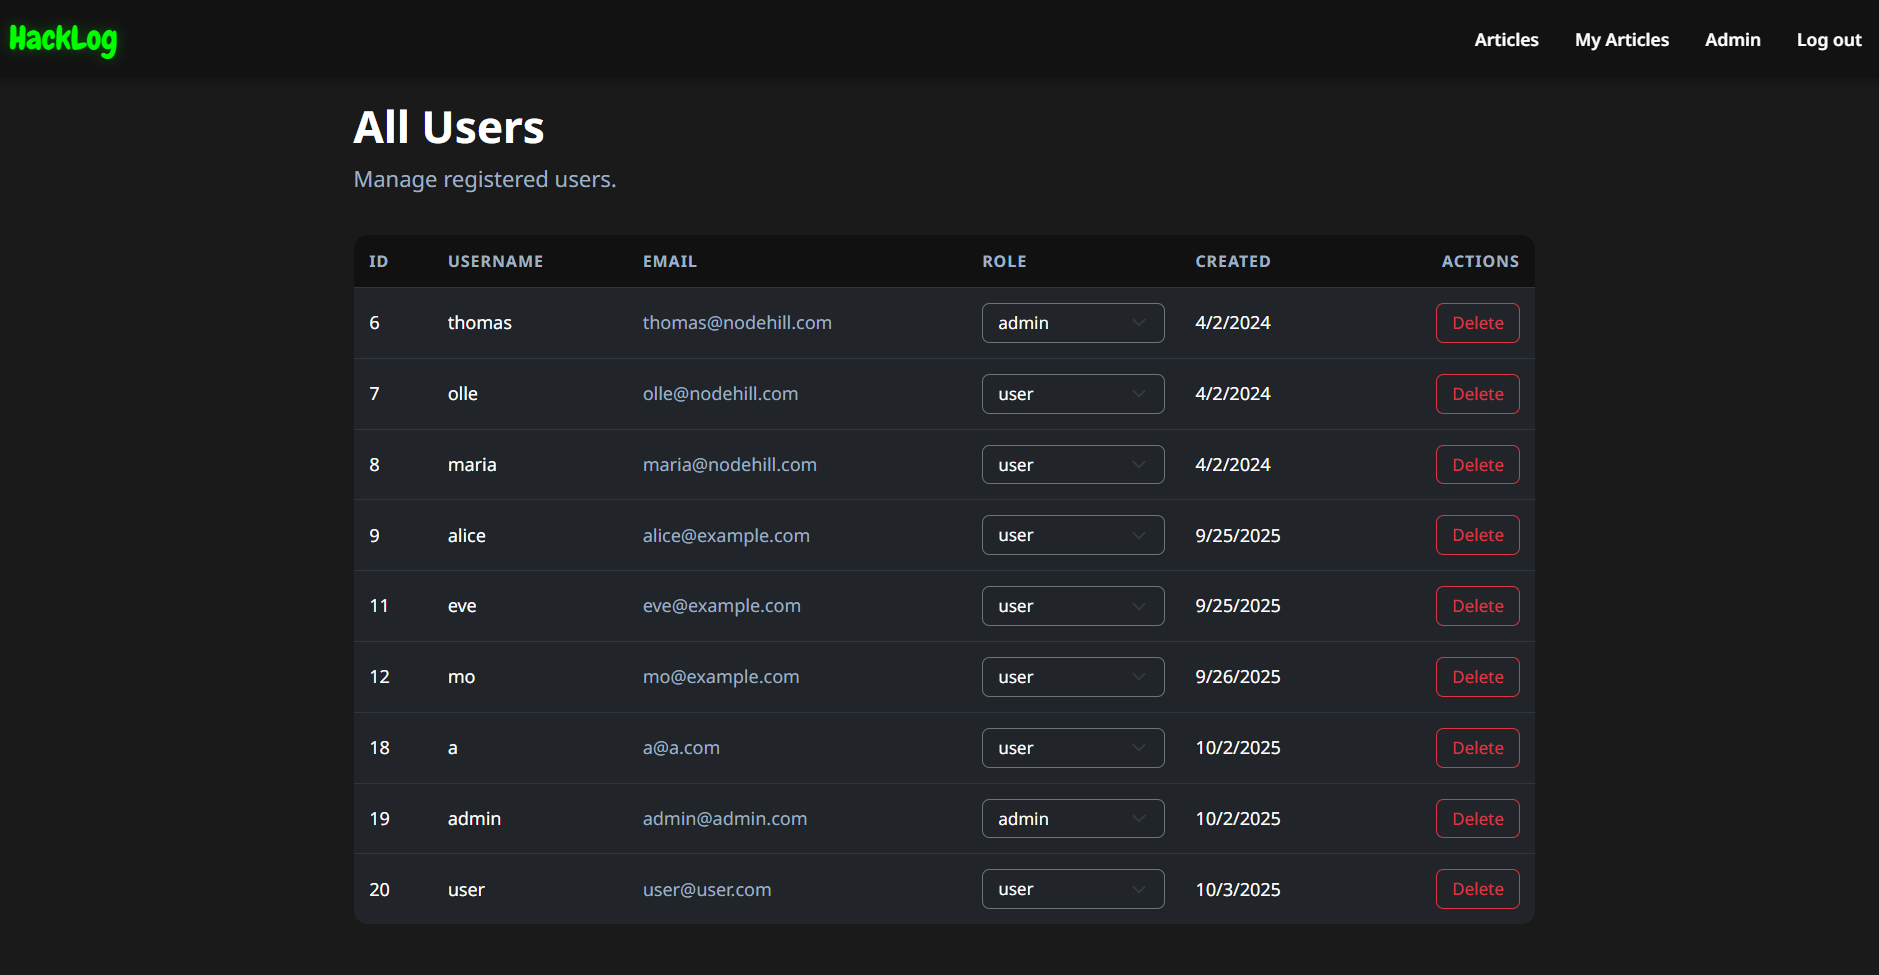 HackLog Articles My Articles Admin Log out
All Users
Manage registered users.
ID USERNAME EMAIL ROLE CREATED ACTIONS
6 thomas thomas@nodehill.com admin 4/2/2024 Delete
7 olle olle@nodehill.com user 4/2/2024 Delete
8 maria maria@nodehill.com user 4/2/2024 Delete
9 alice alice@example.com user 9/25/2025 Delete
11 eve eve@example.com user 9/25/2025 Delete
12 mo mo@example.com user 9/26/2025 Delete
18 a a@a.com user 10/2/2025 Delete
19 admin admin@admin.com admin 10/2/2025 Delete
20 user user@user.com user 10/3/2025 Delete